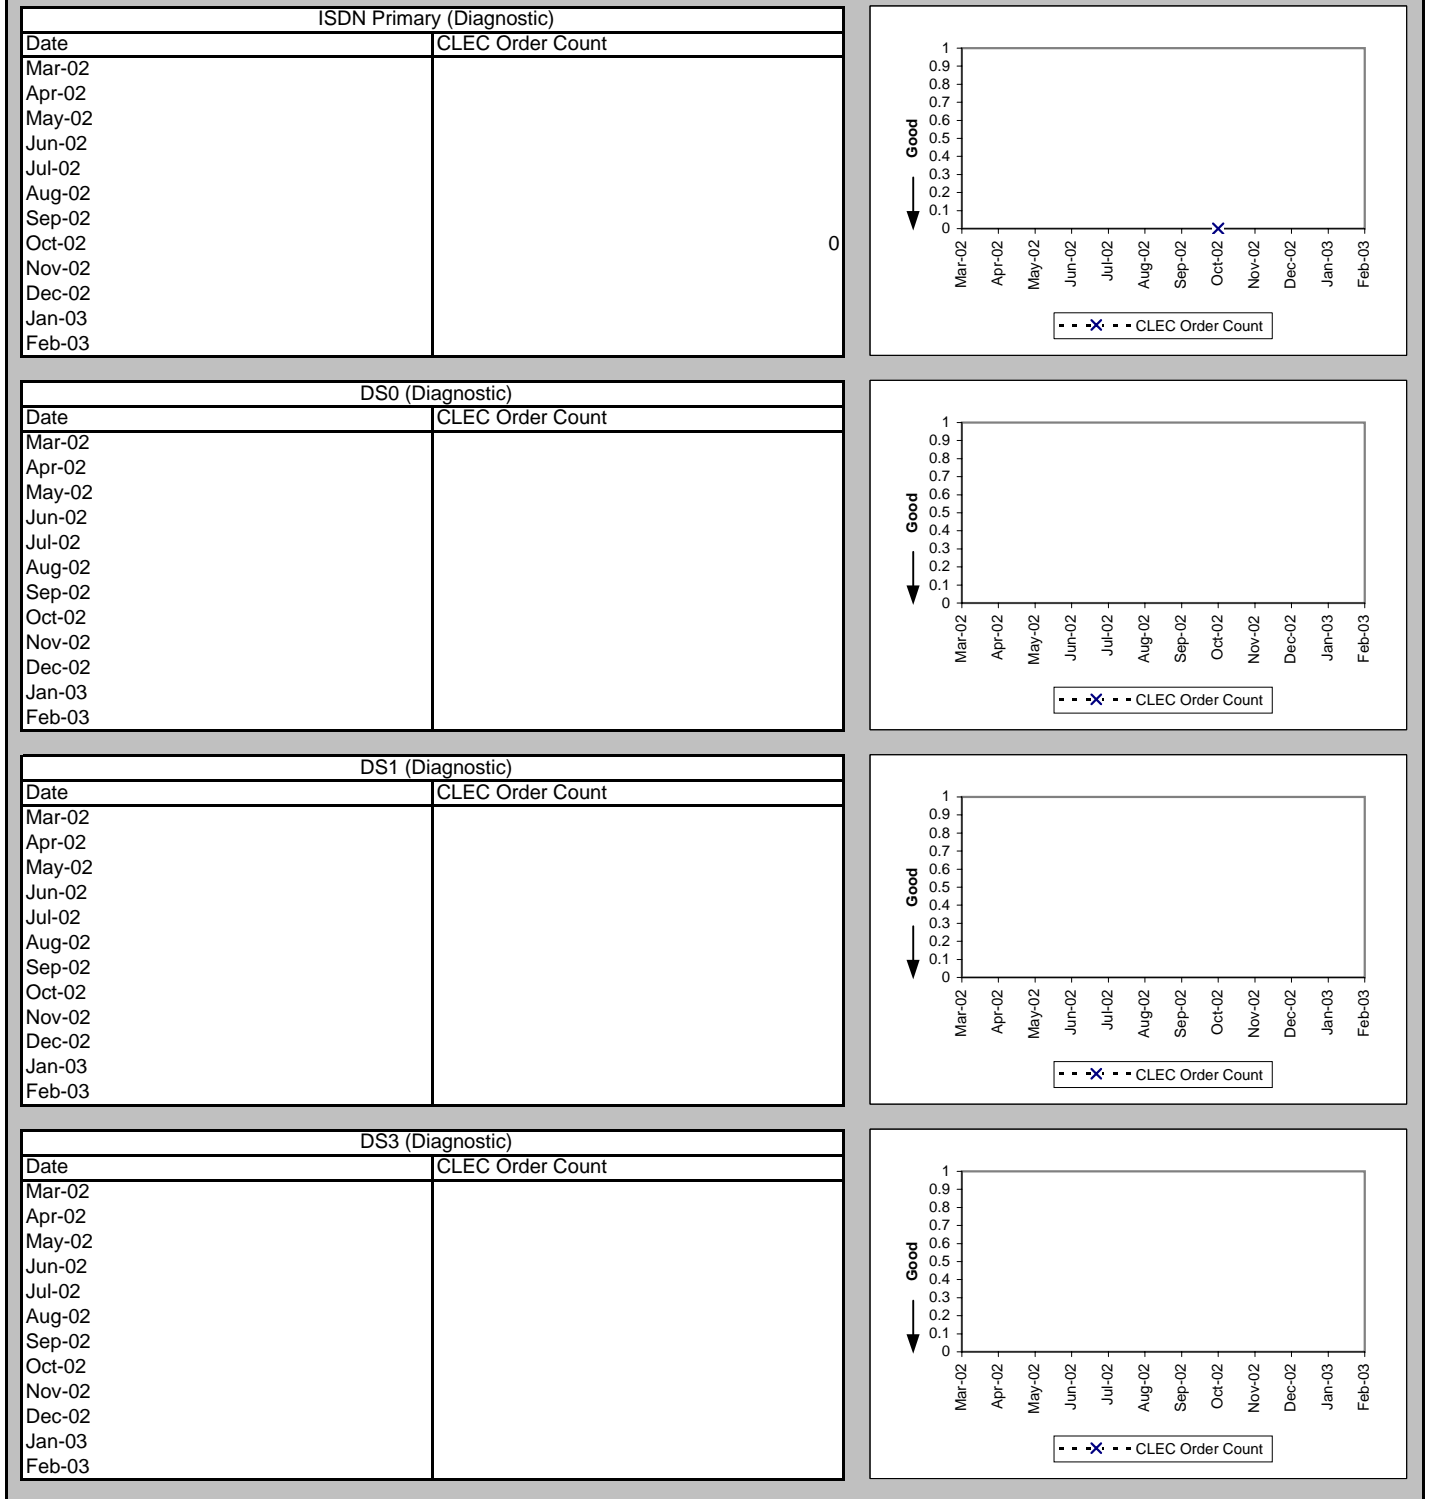 ISDN Primary (Diagnostic)
Date CLEC Order Count
Mar-02
Apr-02
May-02
Jun-02
Jul-02
Aug-02
Sep-02
Oct-02 0
Nov-02
Dec-02
Jan-03
Feb-03
Good
1
0.9
0.8
0.7
0.6
0.5
0.4
0.3
0.2
0.1
0
Mar-02 Apr-02 May-02 Jun-02 Jul-02 Aug-02 Sep-02 Oct-02 Nov-02 Dec-02 Jan-03 Feb-03
CLEC Order Count
DS0 (Diagnostic)
Date CLEC Order Count
Mar-02
Apr-02
May-02
Jun-02
Jul-02
Aug-02
Sep-02
Oct-02
Nov-02
Dec-02
Jan-03
Feb-03
Good
1
0.9
0.8
0.7
0.6
0.5
0.4
0.3
0.2
0.1
0
Mar-02 Apr-02 May-02 Jun-02 Jul-02 Aug-02 Sep-02 Oct-02 Nov-02 Dec-02 Jan-03 Feb-03
CLEC Order Count
DS1 (Diagnostic)
Date CLEC Order Count
Mar-02
Apr-02
May-02
Jun-02
Jul-02
Aug-02
Sep-02
Oct-02
Nov-02
Dec-02
Jan-03
Feb-03
Good
1
0.9
0.8
0.7
0.6
0.5
0.4
0.3
0.2
0.1
0
Mar-02 Apr-02 May-02 Jun-02 Jul-02 Aug-02 Sep-02 Oct-02 Nov-02 Dec-02 Jan-03 Feb-03
CLEC Order Count
DS3 (Diagnostic)
Date CLEC Order Count
Mar-02
Apr-02
May-02
Jun-02
Jul-02
Aug-02
Sep-02
Oct-02
Nov-02
Dec-02
Jan-03
Feb-03
Good
1
0.9
0.8
0.7
0.6
0.5
0.4
0.3
0.2
0.1
0
Mar-02 Apr-02 May-02 Jun-02 Jul-02 Aug-02 Sep-02 Oct-02 Nov-02 Dec-02 Jan-03 Feb-03
CLEC Order Count